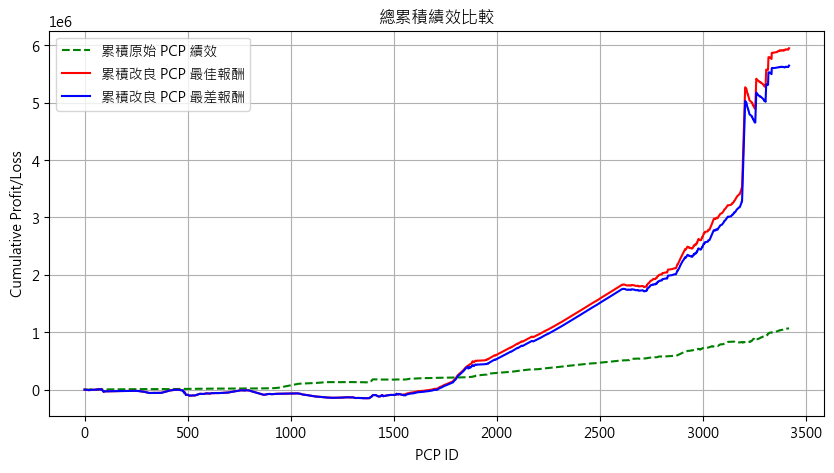 總累積績效比較
1e6
累積原始 PCP 績效
累積改良 PCP 最佳報酬
累積改良 PCP 最差報酬
Cumulative Profit/Loss
6
5
4
3
2
1
0
0 500 1000 1500 2000 2500 3000 3500
PCP ID